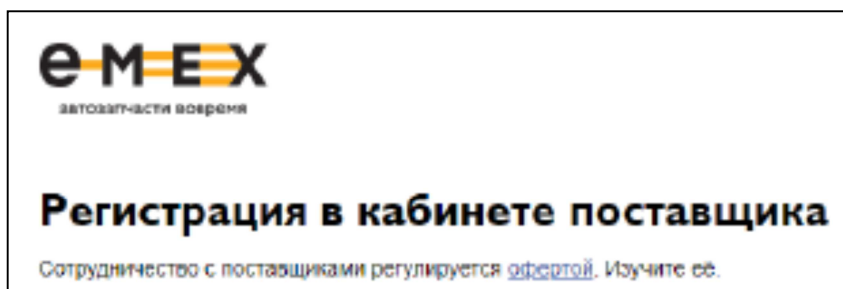 e-M-E-X
автозапчасти вовремя
Регистрация в кабинете поставщика
Сотрудничество с поставщиками регулируется офертой. Изучите её.